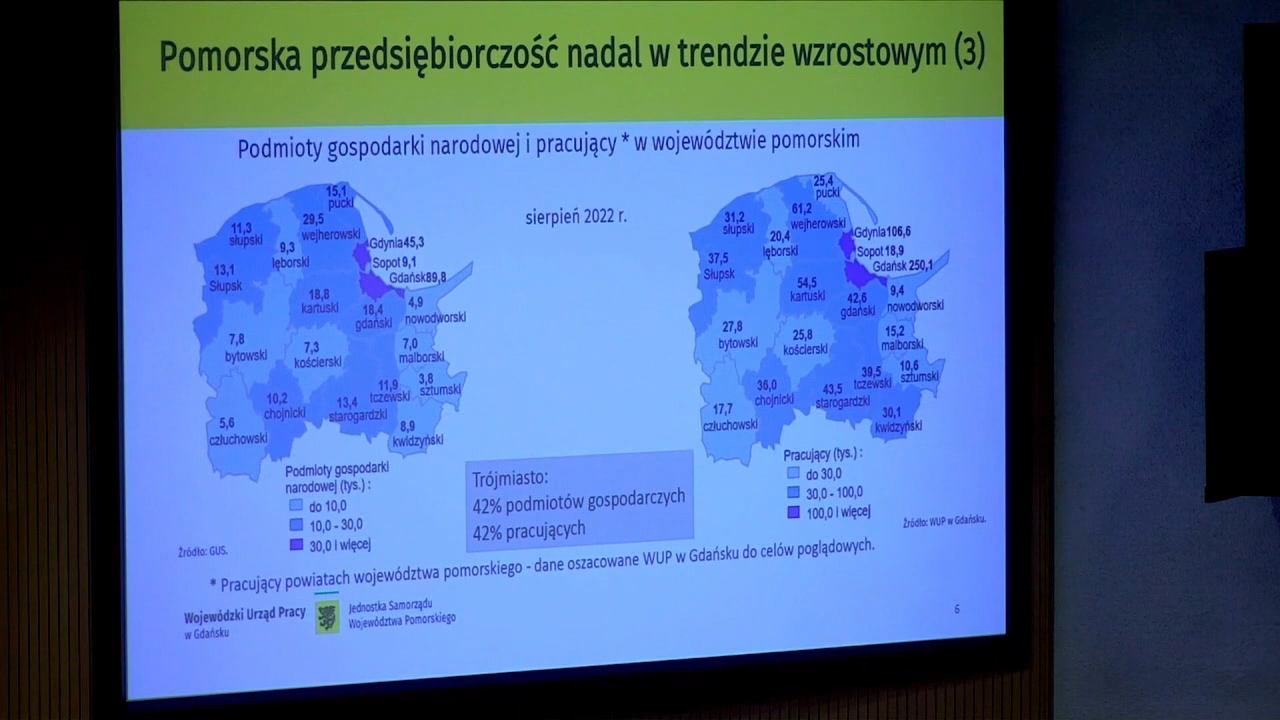 Pomorska przedsiębiorczość nadal w trendzie wzrostowym (3)
Podmioty gospodarki narodowej i pracujący * w województwie pomorskim
sierpień 2022 r.
15,1
pucki
29,5
wejherowski
11,3
słupski
9,3
lęborski
Gdynia 45,3
Sopot 9,1
Gdańsk 89,8
13,1
Słupsk
18,8
kartuski
18,4
gdański
4,9
nowodworski
7,8
bytowski
7,3
kościerski
7,0
malborski
11,9
tczewski
3,8
sztumski
10,2
chojnicki
13,4
starogardzki
5,6
człuchowski
8,9
kwidzyński
Podmioty gospodarki
narodowej (tys.) :
do 10,0
10,0 - 30,0
30,0 i więcej
Źródło: GUS.
25,4
pucki
61,2
wejherowski
31,2
słupski
20,4
lęborski
Gdynia 106,6
Sopot 18,9
Gdańsk 250,1
37,5
Słupsk
54,5
kartuski
42,6
gdański
9,4
nowodworski
27,8
bytowski
25,8
kościerski
15,2
malborski
39,5
tczewski
10,6
sztumski
36,0
chojnicki
43,5
starogardzki
17,7
człuchowski
30,1
kwidzyński
Pracujący (tys.) :
do 30,0
30,0 - 100,0
100,0 i więcej
Źródło: WUP w Gdańsku.
Trójmiasto:
42% podmiotów gospodarczych
42% pracujących
* Pracujący powiatach województwa pomorskiego - dane oszacowane WUP w Gdańsku do celów poglądowych.
Wojewódzki Urząd Pracy
w Gdańsku
Jednostka Samorządu
Województwa Pomorskiego
6